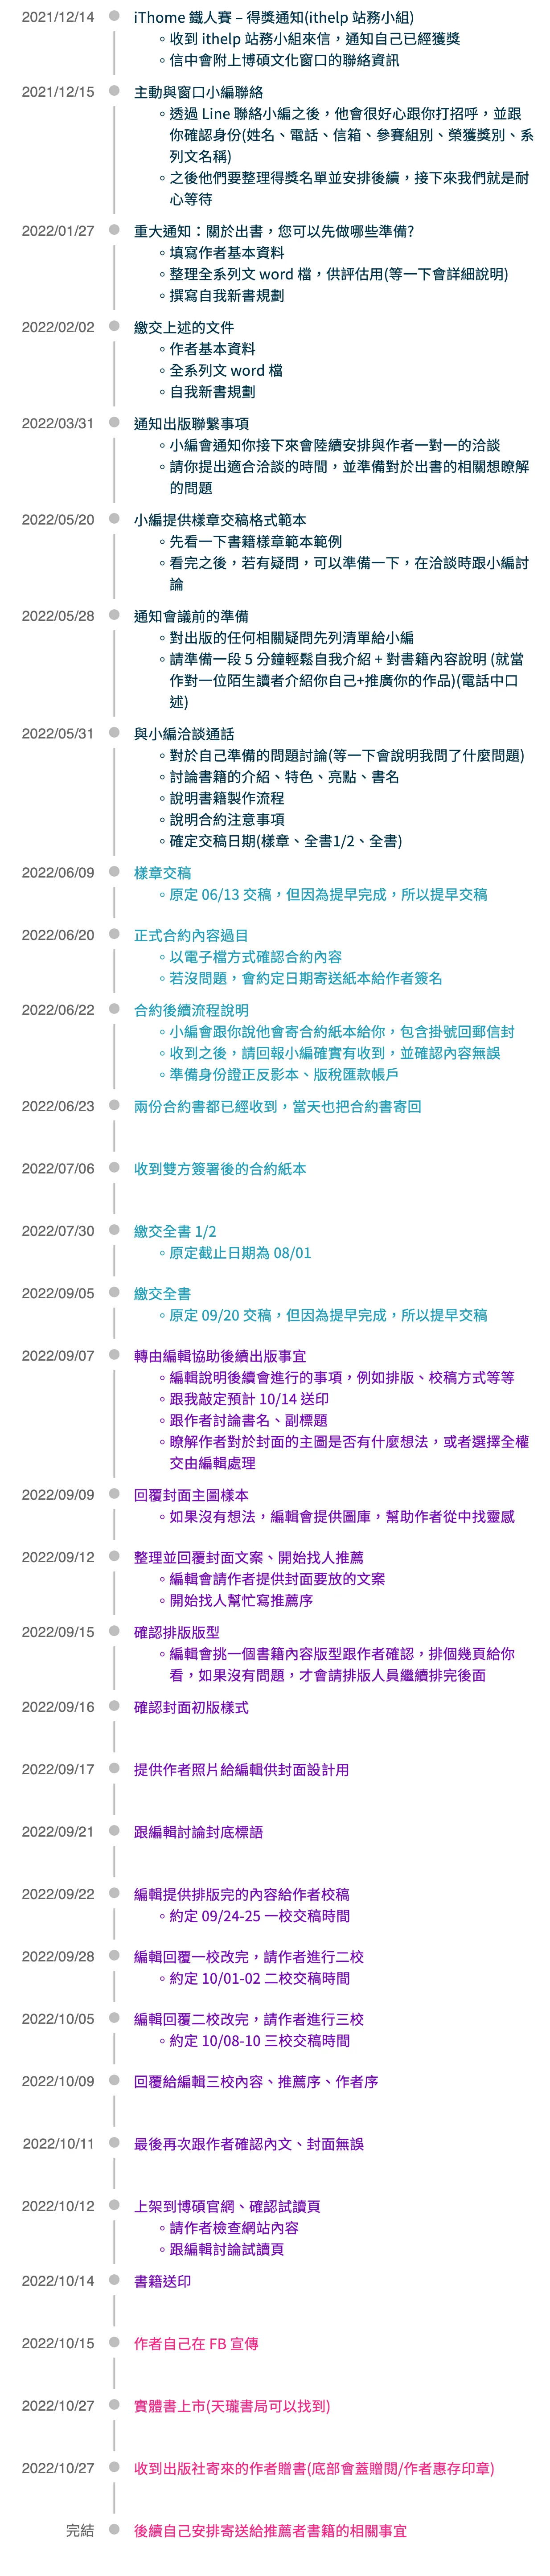 2021/12/14 iThome 鐵人賽 – 得獎通知(ithelp 站務小組)
◦ 收到 ithelp 站務小組來信，通知自己已經獲獎
◦ 信中會附上博碩文化窗口的聯絡資訊
2021/12/15 主動與窗口小編聯絡
◦ 透過 Line 聯絡小編之後，他會很好心跟你打招呼，並跟
你確認身份(姓名、電話、信箱、參賽組別、榮獲獎別、系
列文名稱)
◦ 之後他們要整理得獎名單並安排後續，接下來我們就是耐
心等待
2022/01/27 重大通知：關於出書，您可以先做哪些準備?
◦ 填寫作者基本資料
◦ 整理全系列文 word 檔，供評估用(等一下會詳細說明)
◦ 撰寫自我新書規劃
2022/02/02 繳交上述的文件
◦ 作者基本資料
◦ 全系列文 word 檔
◦ 自我新書規劃
2022/03/31 通知出版聯繫事項
◦ 小編會通知你接下來會陸續安排與作者一對一的洽談
◦ 請你提出適合洽談的時間，並準備對於出書的相關想瞭解
的問題
2022/05/20 小編提供樣章交稿格式範本
◦ 先看一下書籍樣章範本範例
◦ 看完之後，若有疑問，可以準備一下，在洽談時跟小編討
論
2022/05/28 通知會議前的準備
◦ 對出版的任何相關疑問先列清單給小編
◦ 請準備一段 5 分鐘輕鬆自我介紹 + 對書籍內容說明 (就當
作對一位陌生讀者介紹你自己+推廣你的作品)(電話中口
述)
2022/05/31 與小編洽談通話
◦ 對於自己準備的問題討論(等一下會說明我問了什麼問題)
◦ 討論書籍的介紹、特色、亮點、書名
◦ 說明書籍製作流程
◦ 說明合約注意事項
◦ 確定交稿日期(樣章、全書1/2、全書)
2022/06/09 樣章交稿
◦ 原定 06/13 交稿，但因為提早完成，所以提早交稿
2022/06/20 正式合約內容過目
◦ 以電子檔方式確認合約內容
◦ 若沒問題，會約定日期寄送紙本給作者簽名
2022/06/22 合約後續流程說明
◦ 小編會跟你說他會寄合約紙本給你，包含掛號回郵信封
◦ 收到之後，請回報小編確實有收到，並確認內容無誤
◦ 準備身份證正反影本、版稅匯款帳戶
2022/06/23 兩份合約書都已經收到，當天也把合約書寄回
2022/07/06 收到雙方簽署後的合約紙本
2022/07/30 繳交全書 1/2
◦ 原定截止日期為 08/01
2022/09/05 繳交全書
◦ 原定 09/20 交稿，但因為提早完成，所以提早交稿
2022/09/07 轉由編輯協助後續出版事宜
◦ 編輯說明後續會進行的事項，例如排版、校稿方式等等
◦ 跟我敲定預計 10/14 送印
◦ 跟作者討論書名、副標題
◦ 瞭解作者對於封面的主圖是否有什麼想法，或者選擇全權
交由編輯處理
2022/09/09 回覆封面主圖樣本
◦ 如果沒有想法，編輯會提供圖庫，幫助作者從中找靈感
2022/09/12 整理並回覆封面文案、開始找人推薦
◦ 編輯會請作者提供封面要放的文案
◦ 開始找人幫忙寫推薦序
2022/09/15 確認排版版型
◦ 編輯會挑一個書籍內容版型跟作者確認，排個幾頁給你
看，如果沒有問題，才會請排版人員繼續排完後面
2022/09/16 確認封面初版樣式
2022/09/17 提供作者照片給編輯供封面設計用
2022/09/21 跟編輯討論封底標語
2022/09/22 編輯提供排版完的內容給作者校稿
◦ 約定 09/24-25 一校交稿時間
2022/09/28 編輯回覆一校改完，請作者進行二校
◦ 約定 10/01-02 二校交稿時間
2022/10/05 編輯回覆二校改完，請作者進行三校
◦ 約定 10/08-10 三校交稿時間
2022/10/09 回覆給編輯三校內容、推薦序、作者序
2022/10/11 最後再次跟作者確認內文、封面無誤
2022/10/12 上架到博碩官網、確認試讀頁
◦ 請作者檢查網站內容
◦ 跟編輯討論試讀頁
2022/10/14 書籍送印
2022/10/15 作者自己在 FB 宣傳
2022/10/27 實體書上市(天瓏書局可以找到)
2022/10/27 收到出版社寄來的作者贈書(底部會蓋贈閱/作者惠存印章)
完結 後續自己安排寄送給推薦者書籍的相關事宜